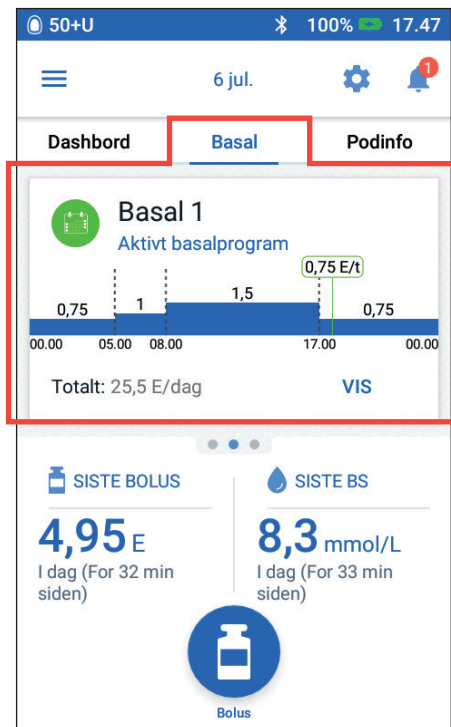 50+U 100% 17.47
6 jul. 1
Dashbord Basal Podinfo
Basal 1
Aktivt basalprogram
0,75 E/t
0,75 1 1,5 0,75
00.00 05.00 08.00 17.00 00.00
Totalt: 25,5 E/dag VIS
SISTE BOLUS
4,95 E
I dag (For 32 min
siden)
SISTE BS
8,3 mmol/L
I dag (For 33 min
siden)
Bolus